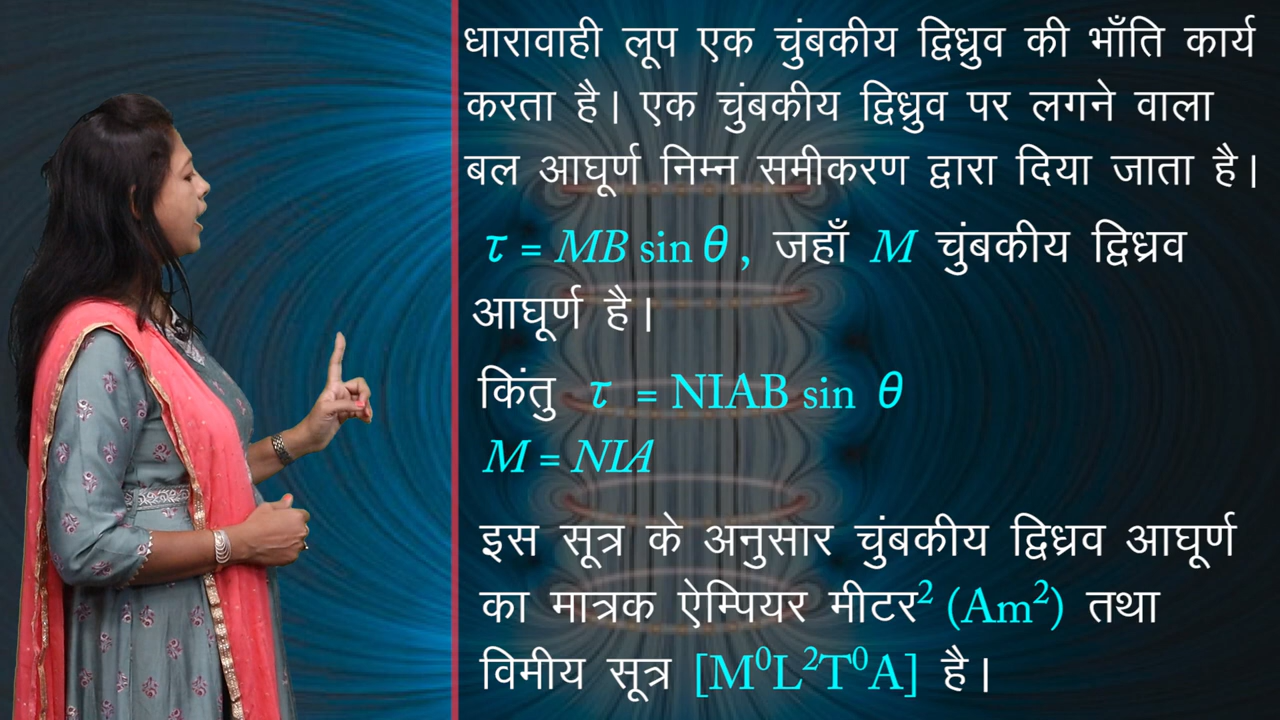 धारावाही लूप एक चुंबकीय द्विध्रुव की भाँति कार्य
करता है। एक चुंबकीय द्विध्रुव पर लगने वाला
बल आघूर्ण निम्न समीकरण द्वारा दिया जाता है।
τ = MB sin θ , जहाँ M चुंबकीय द्विध्रव
आघूर्ण है।
किंतु τ = NIAB sin θ
M = NIA
इस सूत्र के अनुसार चुंबकीय द्विध्रव आघूर्ण
का मात्रक ऐम्पियर मीटर² (Am²) तथा
विमीय सूत्र [M⁰L²T⁰A] है।